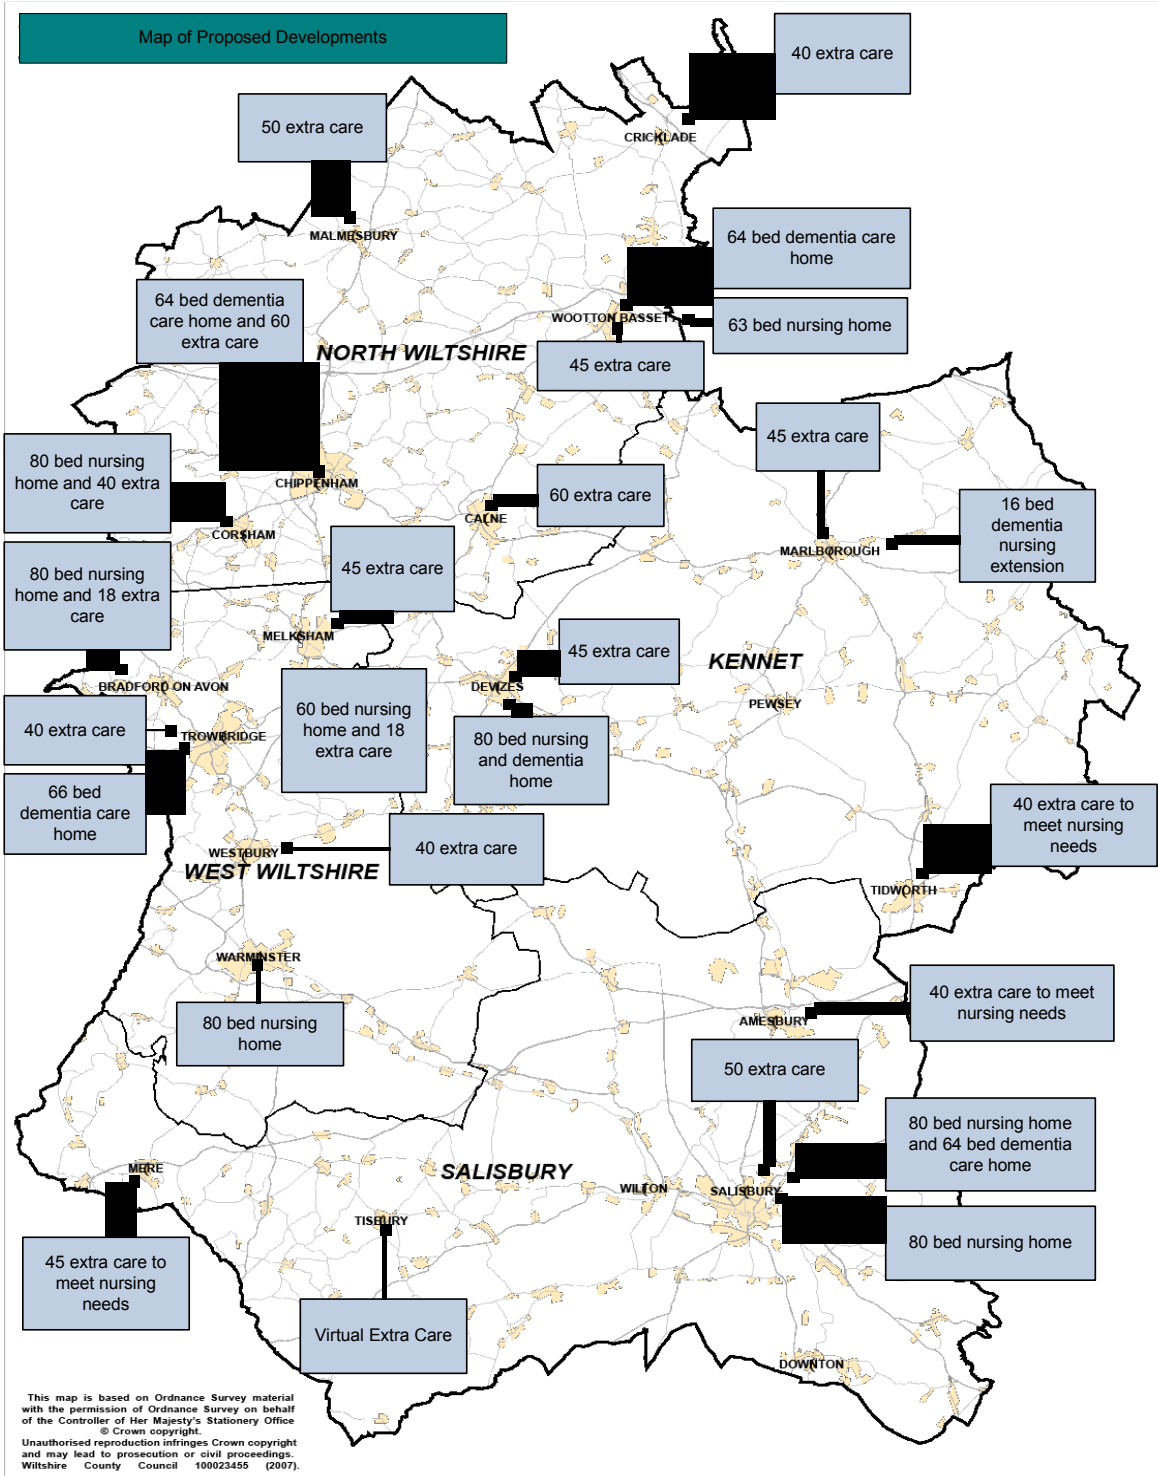 Map of Proposed Developments
40 extra care
50 extra care
CRICKLADE
MALMESBURY
64 bed dementia care
home
64 bed dementia
care home and 60
extra care
WOOTTON BASSET
63 bed nursing home
NORTH WILTSHIRE
45 extra care
45 extra care
80 bed nursing
home and 40 extra
care
CHIPPENHAM
60 extra care
CALNE
16 bed
dementia
nursing
extension
CORSHAM
MARLBOROUGH
80 bed nursing
home and 18 extra
care
45 extra care
MELKSHAM
45 extra care
KENNET
BRADFORD ON AVON
DEVIZES
PEWSEY
40 extra care
TROWBRIDGE
60 bed nursing
home and 18
extra care
80 bed nursing
and dementia
home
66 bed
dementia care
home
40 extra care to
meet nursing
needs
WESTBURY
40 extra care
WEST WILTSHIRE
TIDWORTH
WARMINSTER
80 bed nursing
home
40 extra care to meet
nursing needs
AMESBURY
50 extra care
80 bed nursing home
and 64 bed dementia
care home
MERE
SALISBURY
WILTON
SALISBURY
TISBURY
80 bed nursing home
45 extra care to
meet nursing
needs
Virtual Extra Care
DOWNTON
This map is based on Ordnance Survey material
with the permission of Ordnance Survey on behalf
of the Controller of Her Majesty's Stationery Office
© Crown copyright.
Unauthorised reproduction infringes Crown copyright
and may lead to prosecution or civil proceedings.
Wiltshire County Council 100023455 (2007).